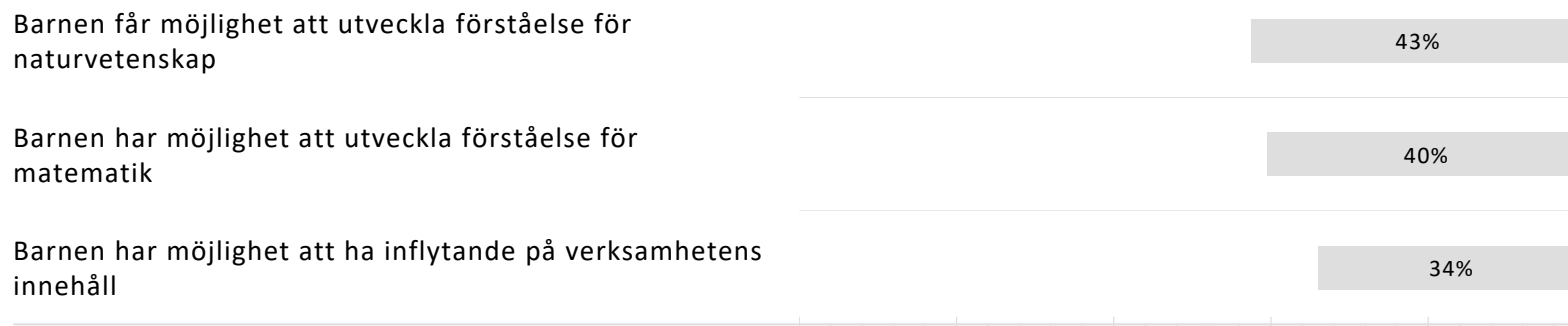 Barnen får möjlighet att utveckla förståelse för
naturvetenskap
43%
Barnen har möjlighet att utveckla förståelse för
matematik
40%
Barnen har möjlighet att ha inflytande på verksamhetens
innehåll
34%